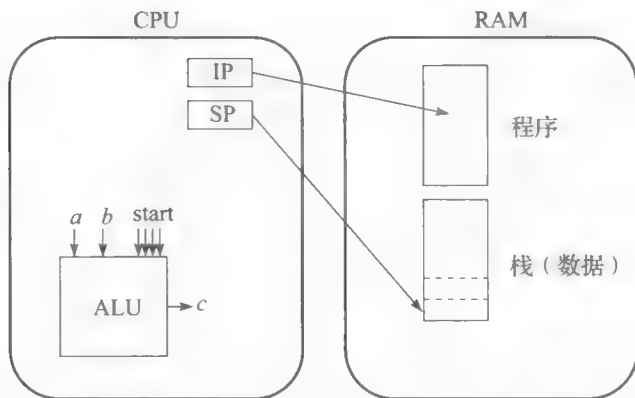 CPU
RAM
IP
SP
程序
a b start
栈（数据）
ALU
c